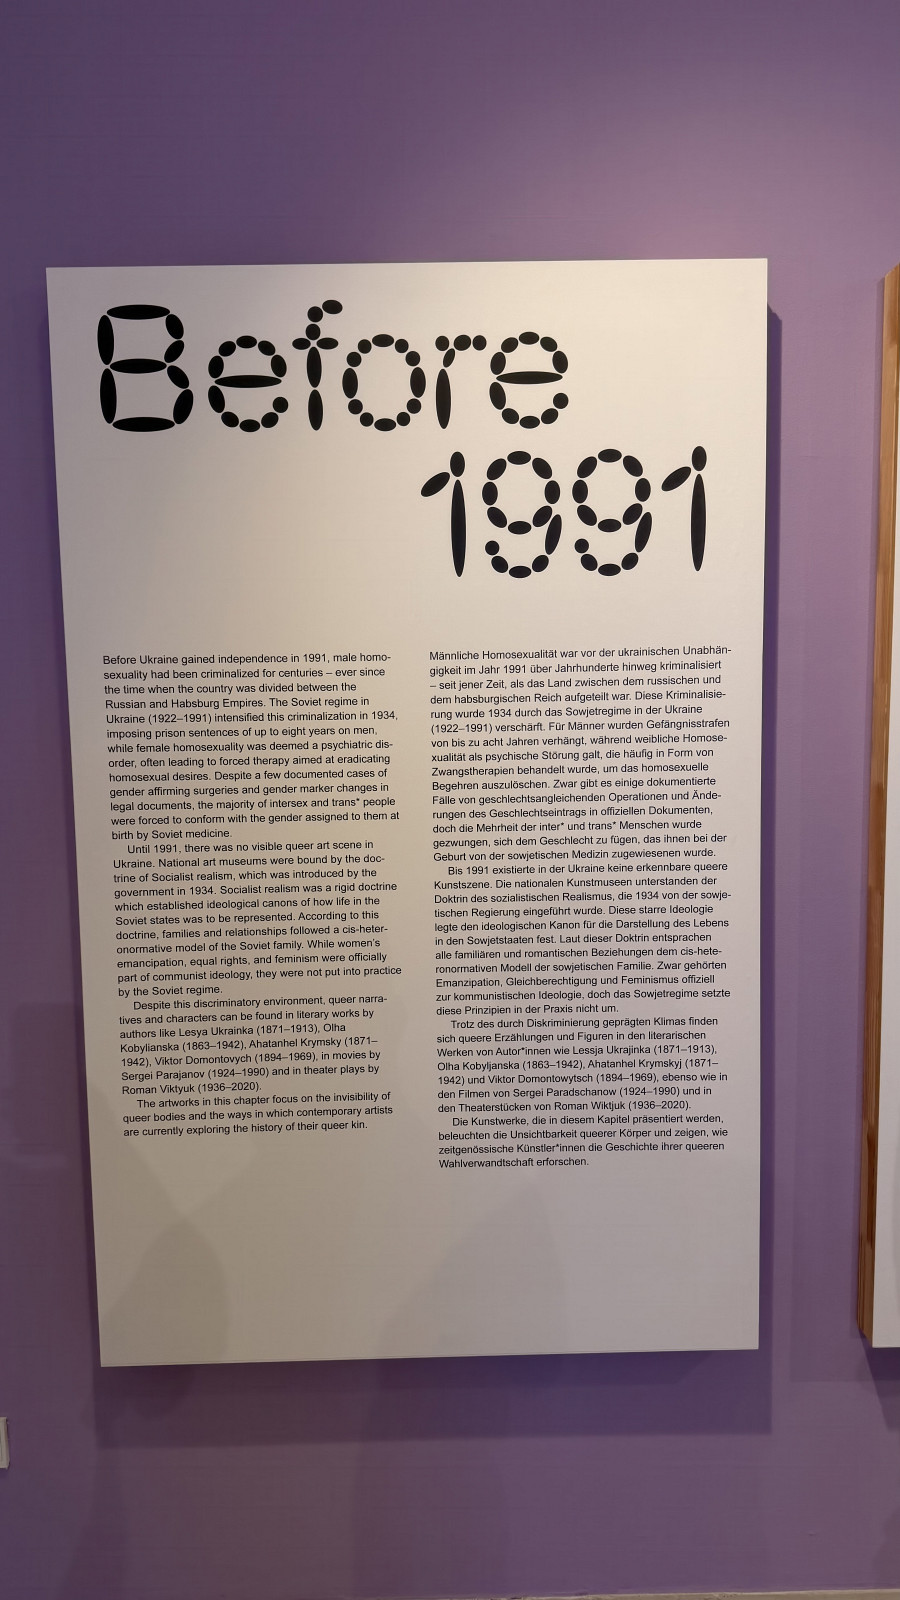 Before
1991
Before Ukraine gained independence in 1991, male homo-
sexuality had been criminalized for centuries – ever since
the time when the country was divided between the
Russian and Habsburg Empires. The Soviet regime in
Ukraine (1922–1991) intensified this criminalization in 1934,
imposing prison sentences of up to eight years on men,
while female homosexuality was deemed a psychiatric dis-
order, often leading to forced therapy aimed at eradicating
homosexual desires. Despite a few documented cases of
gender affirming surgeries and gender marker changes in
legal documents, the majority of intersex and trans* people
were forced to conform with the gender assigned to them at
birth by Soviet medicine.
Until 1991, there was no visible queer art scene in
Ukraine. National art museums were bound by the doc-
trine of Socialist realism, which was introduced by the
government in 1934. Socialist realism was a rigid doctrine
which established ideological canons of how life in the
Soviet states was to be represented. According to this
doctrine, families and relationships followed a cis-heter-
onormative model of the Soviet family. While women's
emancipation, equal rights, and feminism were officially
part of communist ideology, they were not put into practice
by the Soviet regime.
Despite this discriminatory environment, queer narra-
tives and characters can be found in literary works by
authors like Lesya Ukrainka (1871–1913), Olha
Kobylianska (1863–1942), Ahatanhel Krymsky (1871–
1942), Viktor Domontovych (1894–1969), in movies by
Sergei Parajanov (1924–1990) and in theater plays by
Roman Viktyuk (1936–2020).
The artworks in this chapter focus on the invisibility of
queer bodies and the ways in which contemporary artists
are currently exploring the history of their queer kin.
Männliche Homosexualität war vor der ukrainischen Unabhän-
gigkeit im Jahr 1991 über Jahrhunderte hinweg kriminalisiert
– seit jener Zeit, als das Land zwischen dem russischen und
dem habsburgischen Reich aufgeteilt war. Diese Kriminalisie-
rung wurde 1934 durch das Sowjetregime in der Ukraine
(1922–1991) verschärft. Für Männer wurden Gefängnisstrafen
von bis zu acht Jahren verhängt, während weibliche Homose-
xualität als psychische Störung galt, die häufig in Form von
Zwangstherapien behandelt wurde, um das homosexuelle
Begehren auszulöschen. Zwar gibt es einige dokumentierte
Fälle von geschlechtsangleichenden Operationen und Ände-
rungen des Geschlechtseintrags in offiziellen Dokumenten,
doch die Mehrheit der inter* und trans* Menschen wurde
gezwungen, sich dem Geschlecht zu fügen, das ihnen bei der
Geburt von der sowjetischen Medizin zugewiesenen wurde.
Bis 1991 existierte in der Ukraine keine erkennbare queere
Kunstszene. Die nationalen Kunstmuseen unterstanden der
Doktrin des sozialistischen Realismus, die 1934 von der sowje-
tischen Regierung eingeführt wurde. Diese starre Ideologie
legte den ideologischen Kanon für die Darstellung des Lebens
in den Sowjetstaaten fest. Laut dieser Doktrin entsprachen
alle familiären und romantischen Beziehungen dem cis-hete-
ronormativen Modell der sowjetischen Familie. Zwar gehörten
Emanzipation, Gleichberechtigung und Feminismus offiziell
zur kommunistischen Ideologie, doch das Sowjetregime setzte
diese Prinzipien in der Praxis nicht um.
Trotz des durch Diskriminierung geprägten Klimas finden
sich queere Erzählungen und Figuren in den literarischen
Werken von Autor*innen wie Lessja Ukrajinka (1871–1913),
Olha Kobyljanska (1863–1942), Ahatanhel Krymskyj (1871–
1942) und Viktor Domontowytsch (1894–1969), ebenso wie in
den Filmen von Sergei Paradschanow (1924–1990) und in
den Theaterstücken von Roman Wiktjuk (1936–2020).
Die Kunstwerke, die in diesem Kapitel präsentiert werden,
beleuchten die Unsichtbarkeit queerer Körper und zeigen, wie
zeitgenössische Künstler*innen die Geschichte ihrer queeren
Wahlverwandtschaft erforschen.